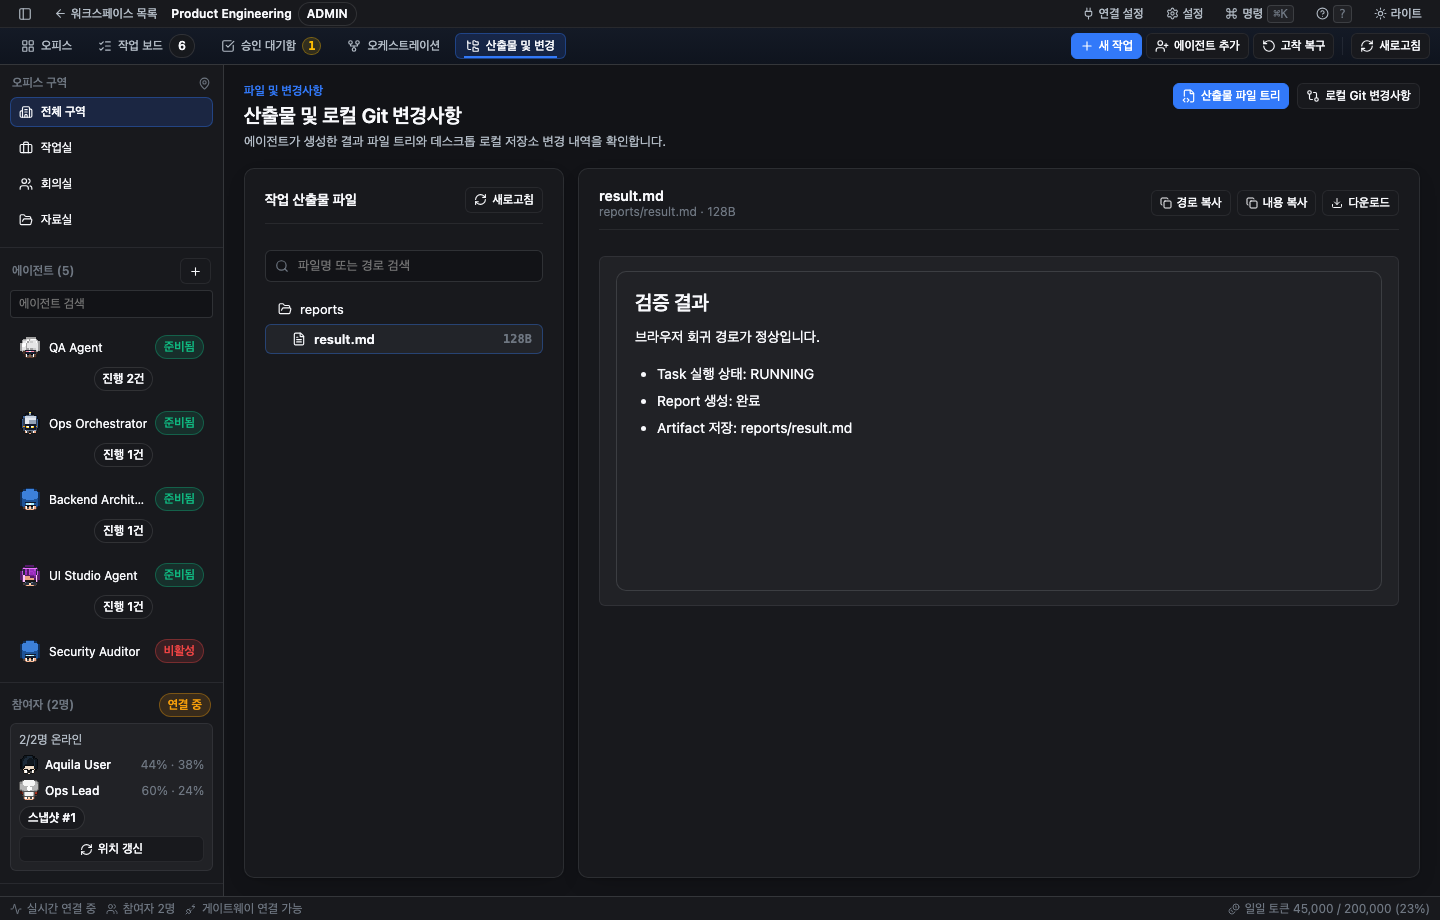 워크스페이스 목록 Product Engineering ADMIN 연결 설정 설정 명령 ⌘K ? 라이트
오피스 작업 보드 6 승인 대기함 1 오케스트레이션 산출물 및 변경 새 작업 에이전트 추가 고착 복구 새로고침
오피스 구역
전체 구역
작업실
회의실
자료실
에이전트 (5)
에이전트 검색
QA Agent 준비됨
진행 2건
Ops Orchestrator 준비됨
진행 1건
Backend Archit... 준비됨
진행 1건
UI Studio Agent 준비됨
진행 1건
Security Auditor 비활성
참여자 (2명) 연결 중
2/2명 온라인
Aquila User 44% · 38%
Ops Lead 60% · 24%
스냅샷 #1
위치 갱신
파일 및 변경사항
산출물 및 로컬 Git 변경사항
에이전트가 생성한 결과 파일 트리와 데스크톱 로컬 저장소 변경 내역을 확인합니다.
산출물 파일 트리 로컬 Git 변경사항
작업 산출물 파일 새로고침
파일명 또는 경로 검색
reports
result.md 128B
result.md
reports/result.md · 128B
경로 복사 내용 복사 다운로드
검증 결과
브라우저 회귀 경로가 정상입니다.
• Task 실행 상태: RUNNING
• Report 생성: 완료
• Artifact 저장: reports/result.md
실시간 연결 중 참여자 2명 게이트웨이 연결 가능 일일 토큰 45,000 / 200,000 (23%)